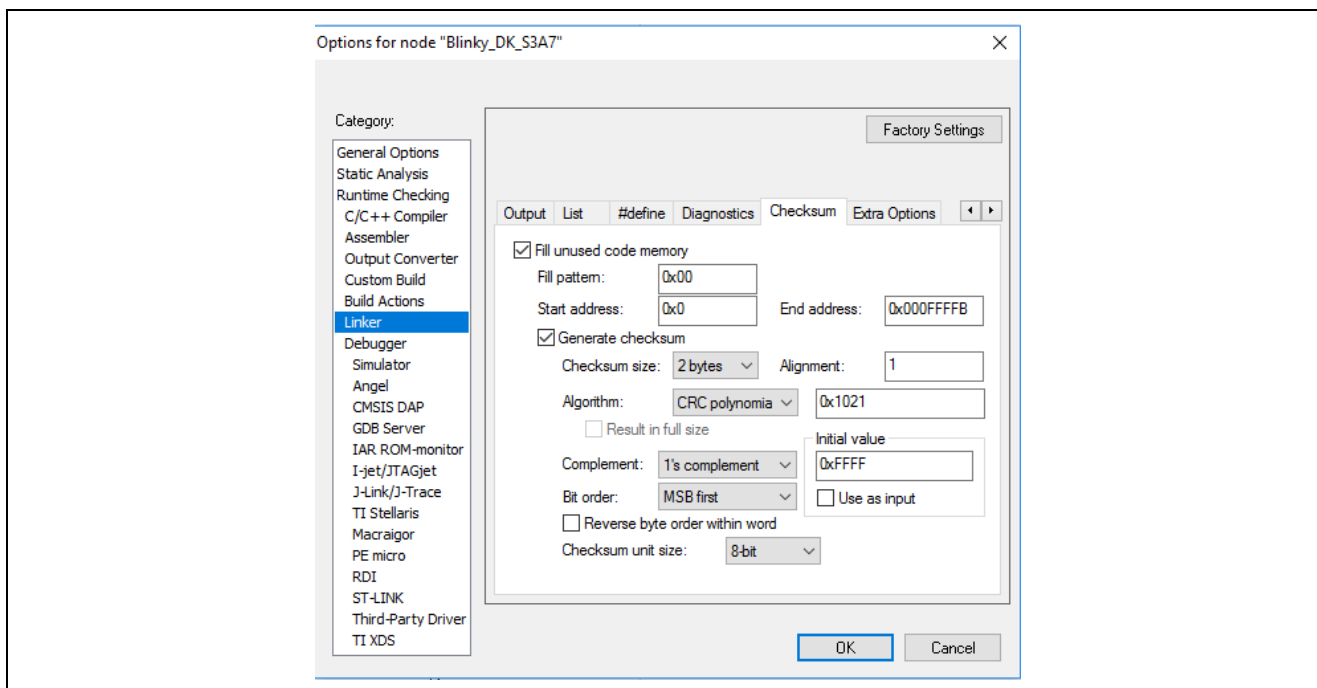 Options for node "Blinky_DK_S3A7"
Category:
General Options
Static Analysis
Runtime Checking
C/C++ Compiler
Assembler
Output Converter
Custom Build
Build Actions
Linker
Debugger
Simulator
Angel
CMSIS DAP
GDB Server
IAR ROM-monitor
I-jet/JTAGjet
J-Link/J-Trace
TI Stellaris
Macraigor
PE micro
RDI
ST-LINK
Third-Party Driver
TI XDS
Factory Settings
Output List #define Diagnostics Checksum Extra Options
Fill unused code memory
Fill pattern: 0x00
Start address: 0x0 End address: 0x000FFFFB
Generate checksum
Checksum size: 2 bytes Alignment: 1
Algorithm: CRC polynomia 0x1021
Result in full size
Initial value
Complement: 1's complement 0xFFFF
Bit order: MSB first Use as input
Reverse byte order within word
Checksum unit size: 8-bit
OK Cancel